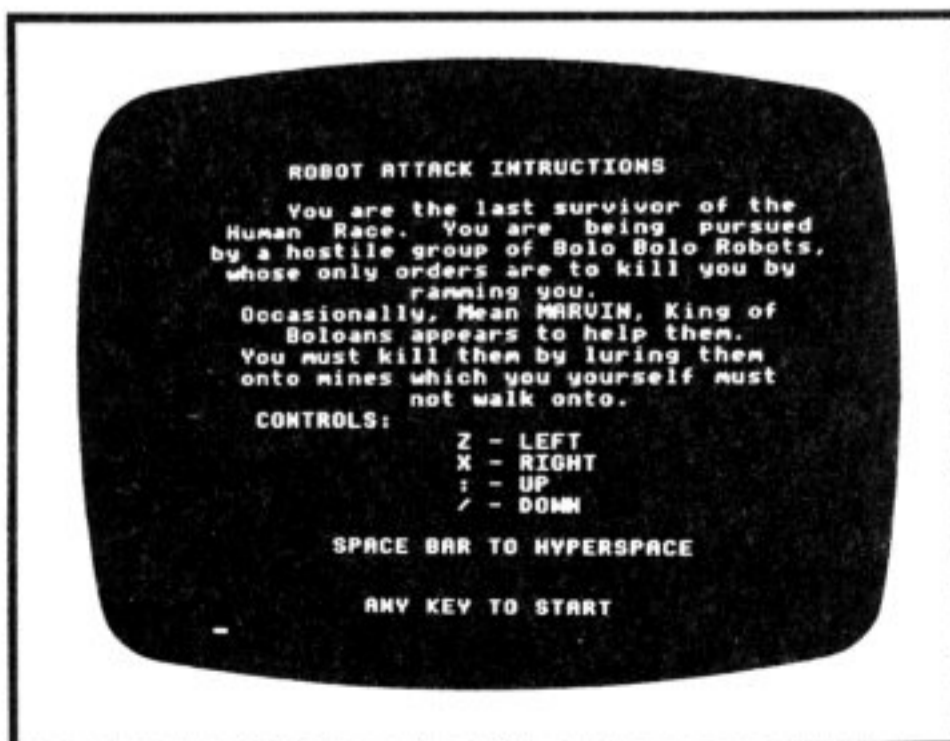 ROBOT ATTACK INTRUCTIONS
You are the last survivor of the
Human Race. You are being pursued
by a hostile group of Bolo Bolo Robots,
whose only orders are to kill you by
ramming you.
Occasionally, Mean MARVIN, King of
Boloans appears to help them.
You must kill them by luring them
onto mines which you yourself must
not walk onto.
CONTROLS:
Z - LEFT
X - RIGHT
: - UP
/ - DOWN
SPACE BAR TO HYPERSPACE
ANY KEY TO START